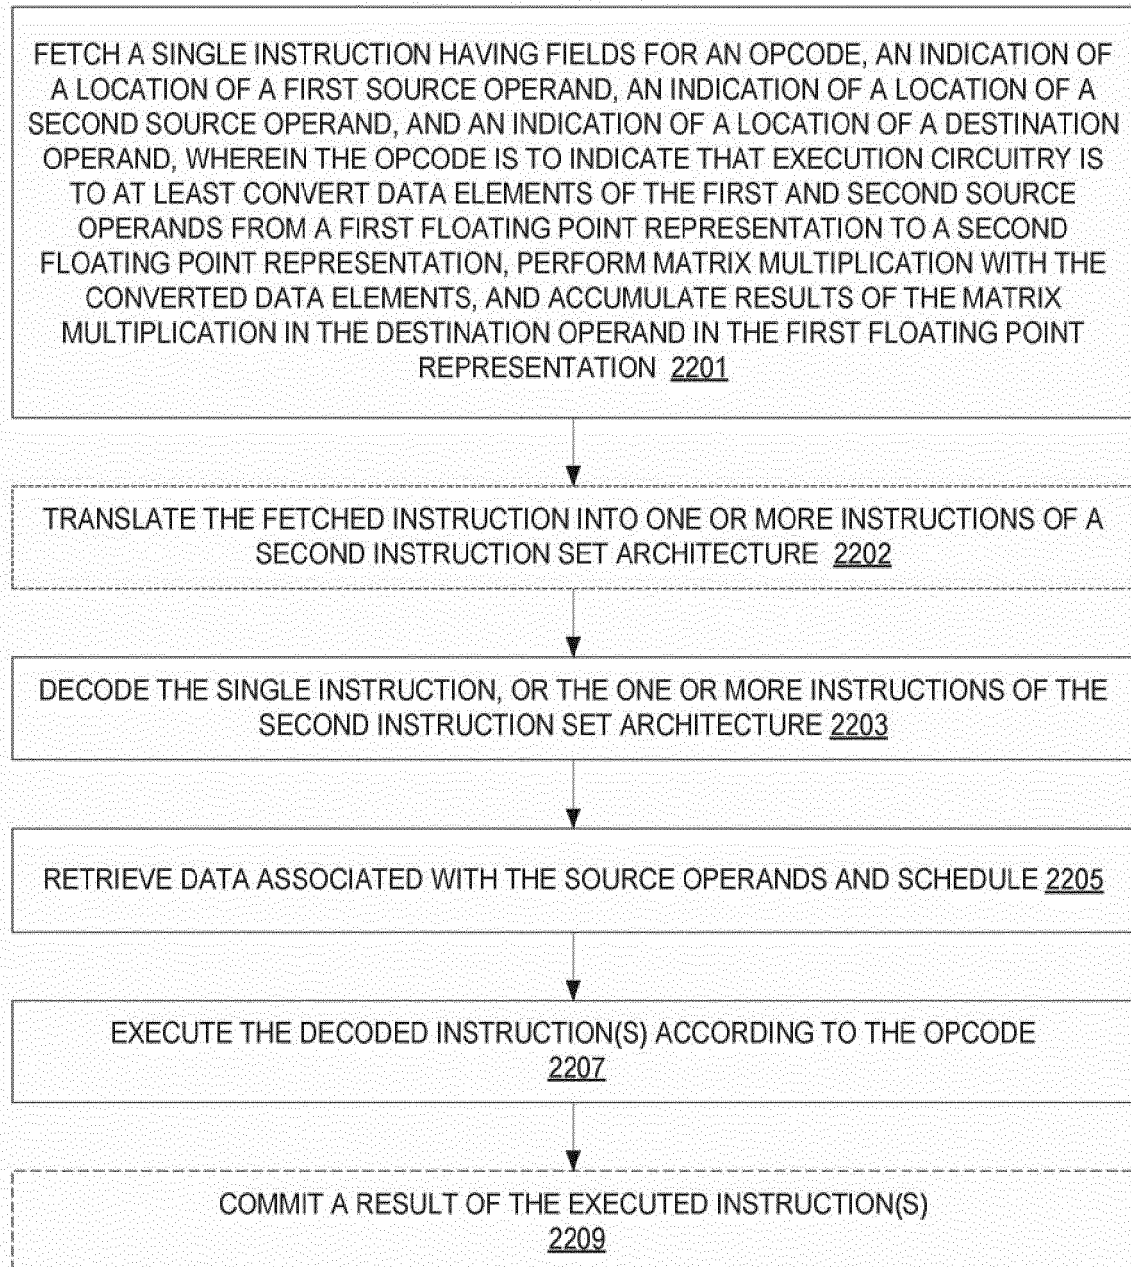 FETCH A SINGLE INSTRUCTION HAVING FIELDS FOR AN OPCODE, AN INDICATION OF
A LOCATION OF A FIRST SOURCE OPERAND, AN INDICATION OF A LOCATION OF A
SECOND SOURCE OPERAND, AND AN INDICATION OF A LOCATION OF A DESTINATION
OPERAND, WHEREIN THE OPCODE IS TO INDICATE THAT EXECUTION CIRCUITRY IS
TO AT LEAST CONVERT DATA ELEMENTS OF THE FIRST AND SECOND SOURCE
OPERANDS FROM A FIRST FLOATING POINT REPRESENTATION TO A SECOND
FLOATING POINT REPRESENTATION, PERFORM MATRIX MULTIPLICATION WITH THE
CONVERTED DATA ELEMENTS, AND ACCUMULATE RESULTS OF THE MATRIX
MULTIPLICATION IN THE DESTINATION OPERAND IN THE FIRST FLOATING POINT
REPRESENTATION 2201
TRANSLATE THE FETCHED INSTRUCTION INTO ONE OR MORE INSTRUCTIONS OF A
SECOND INSTRUCTION SET ARCHITECTURE 2202
DECODE THE SINGLE INSTRUCTION, OR THE ONE OR MORE INSTRUCTIONS OF THE
SECOND INSTRUCTION SET ARCHITECTURE 2203
RETRIEVE DATA ASSOCIATED WITH THE SOURCE OPERANDS AND SCHEDULE 2205
EXECUTE THE DECODED INSTRUCTION(S) ACCORDING TO THE OPCODE
2207
COMMIT A RESULT OF THE EXECUTED INSTRUCTION(S)
2209